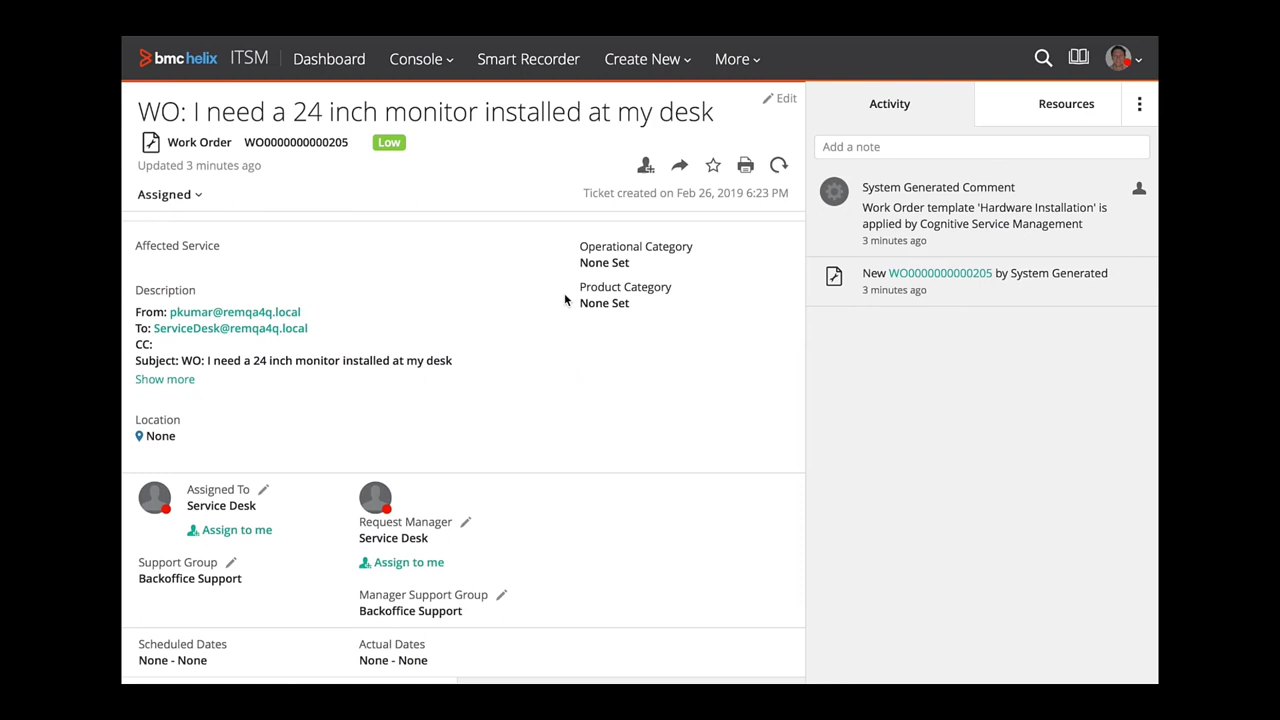 bmchelix ITSM Dashboard Console Smart Recorder Create New More
WO: I need a 24 inch monitor installed at my desk
Edit
Work Order WO0000000000205 Low
Updated 3 minutes ago
Assigned
Ticket created on Feb 26, 2019 6:23 PM
Affected Service
Operational Category
None Set
Product Category
None Set
Description
From: pkumar@remqa4q.local
To: ServiceDesk@remqa4q.local
CC:
Subject: WO: I need a 24 inch monitor installed at my desk
Show more
Location
None
Assigned To
Service Desk
Assign to me
Support Group
Backoffice Support
Request Manager
Service Desk
Assign to me
Manager Support Group
Backoffice Support
Scheduled Dates
None - None
Actual Dates
None - None
Activity Resources
Add a note
System Generated Comment
Work Order template 'Hardware Installation' is
applied by Cognitive Service Management
3 minutes ago
New WO0000000000205 by System Generated
3 minutes ago